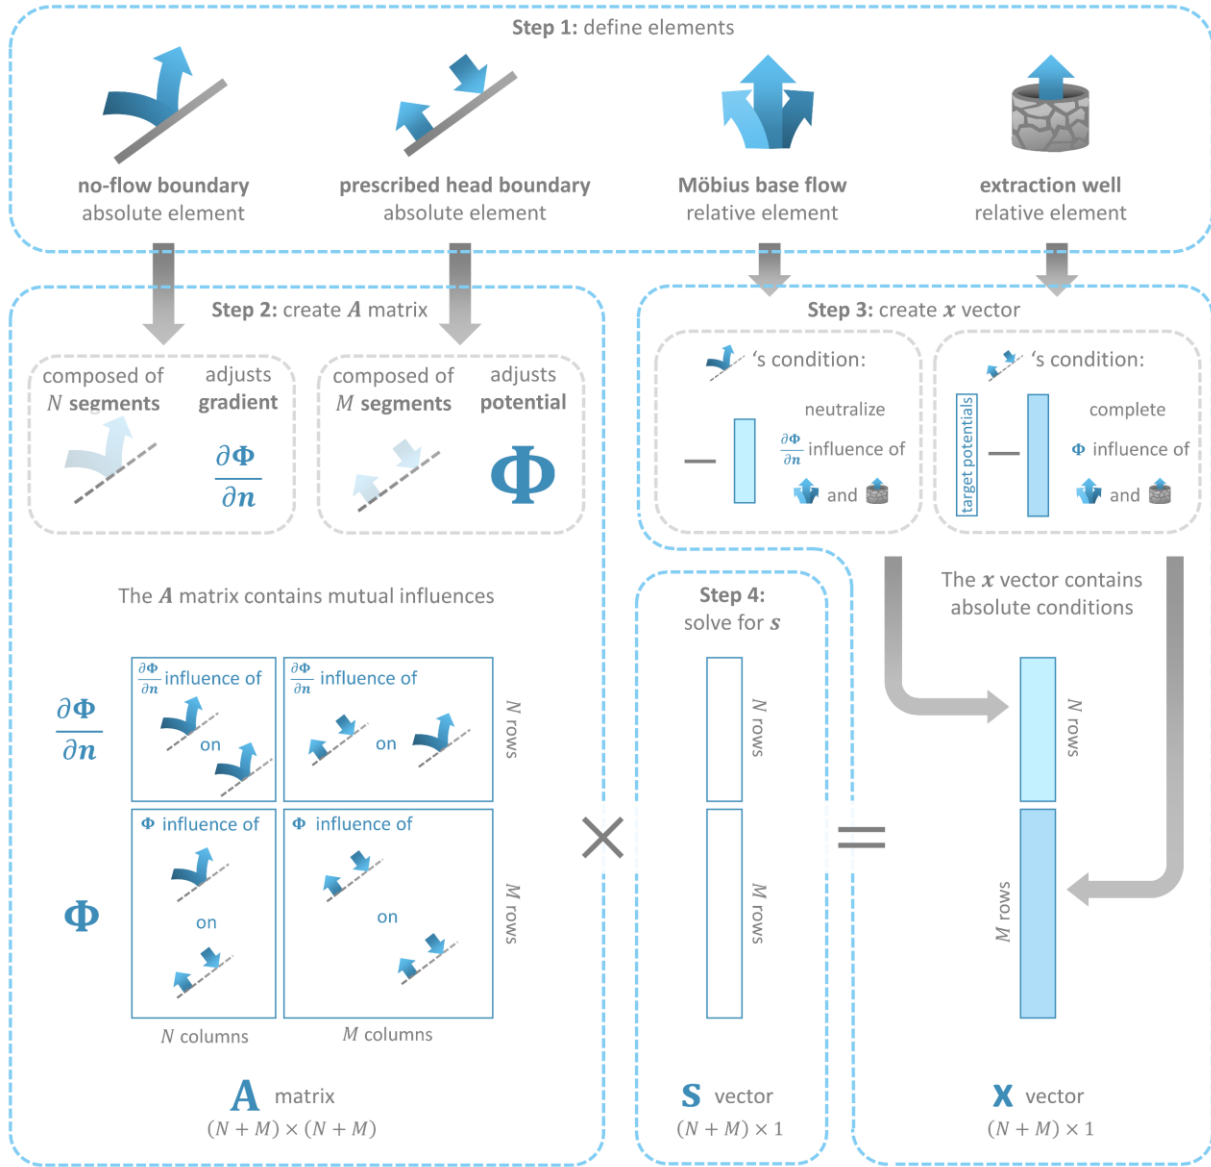 Step 1: define elements
no-flow boundary
absolute element
prescribed head boundary
absolute element
Möbius base flow
relative element
extraction well
relative element
Step 2: create A matrix
composed of
N segments
adjusts
gradient
∂Φ
∂n
composed of
M segments
adjusts
potential
Φ
The A matrix contains mutual influences
∂Φ
∂n
∂Φ
∂n influence of
on
∂Φ
∂n influence of
on
N rows
Φ
Φ influence of
on
Φ influence of
on
M rows
N columns
M columns
A matrix
(N + M) × (N + M)
×
Step 3: create x vector
's condition:
neutralize
∂Φ
∂n influence of
and
—
's condition:
target potentials
—
complete
Φ influence of
and
The x vector contains
absolute conditions
Step 4:
solve for s
N rows
M rows
s vector
(N + M) × 1
=
N rows
M rows
x vector
(N + M) × 1